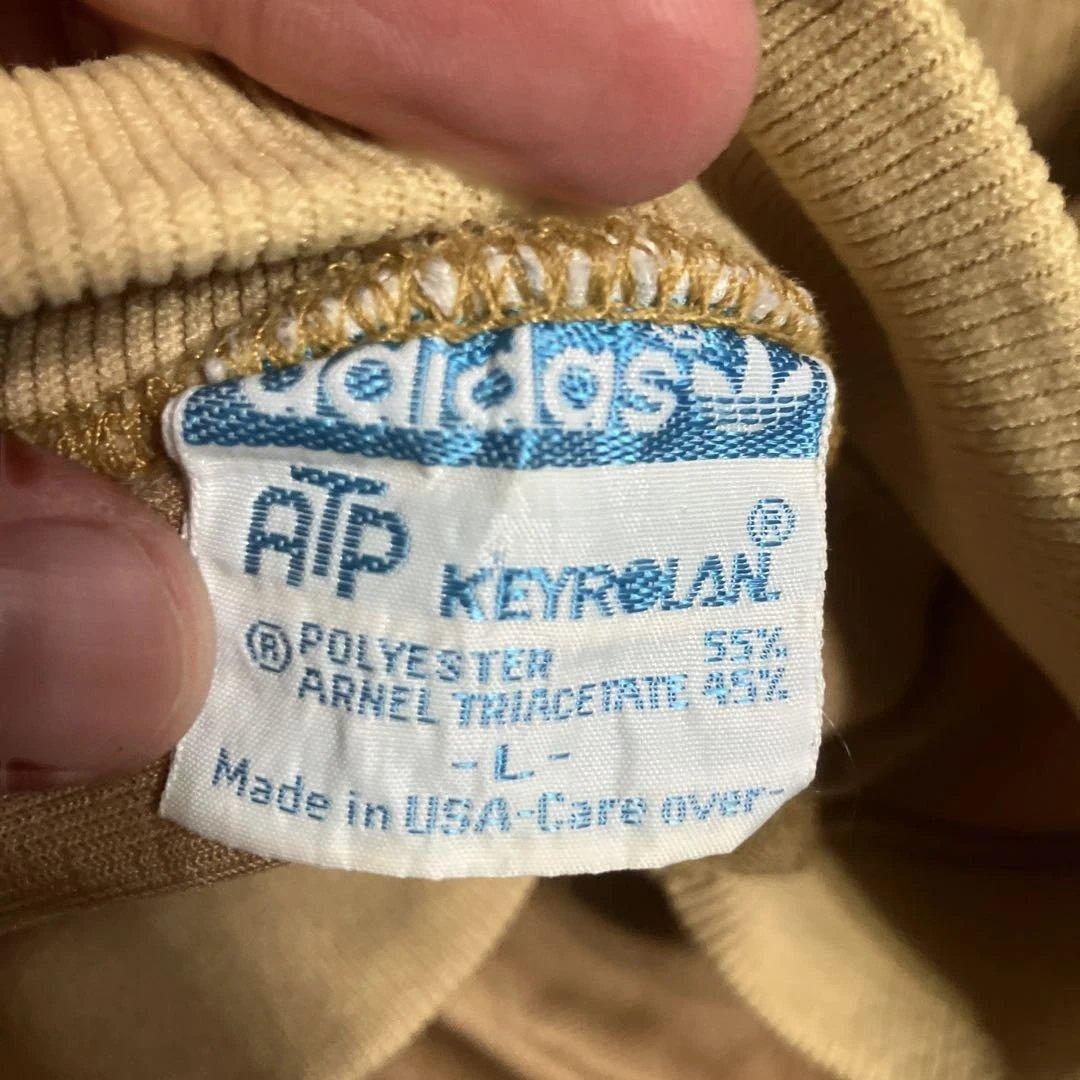 adidas
ATP
KEYROLAN®
® POLYESTER 55%
ARNEL TRIACETATE 45%
- L -
Made in USA-Care over-